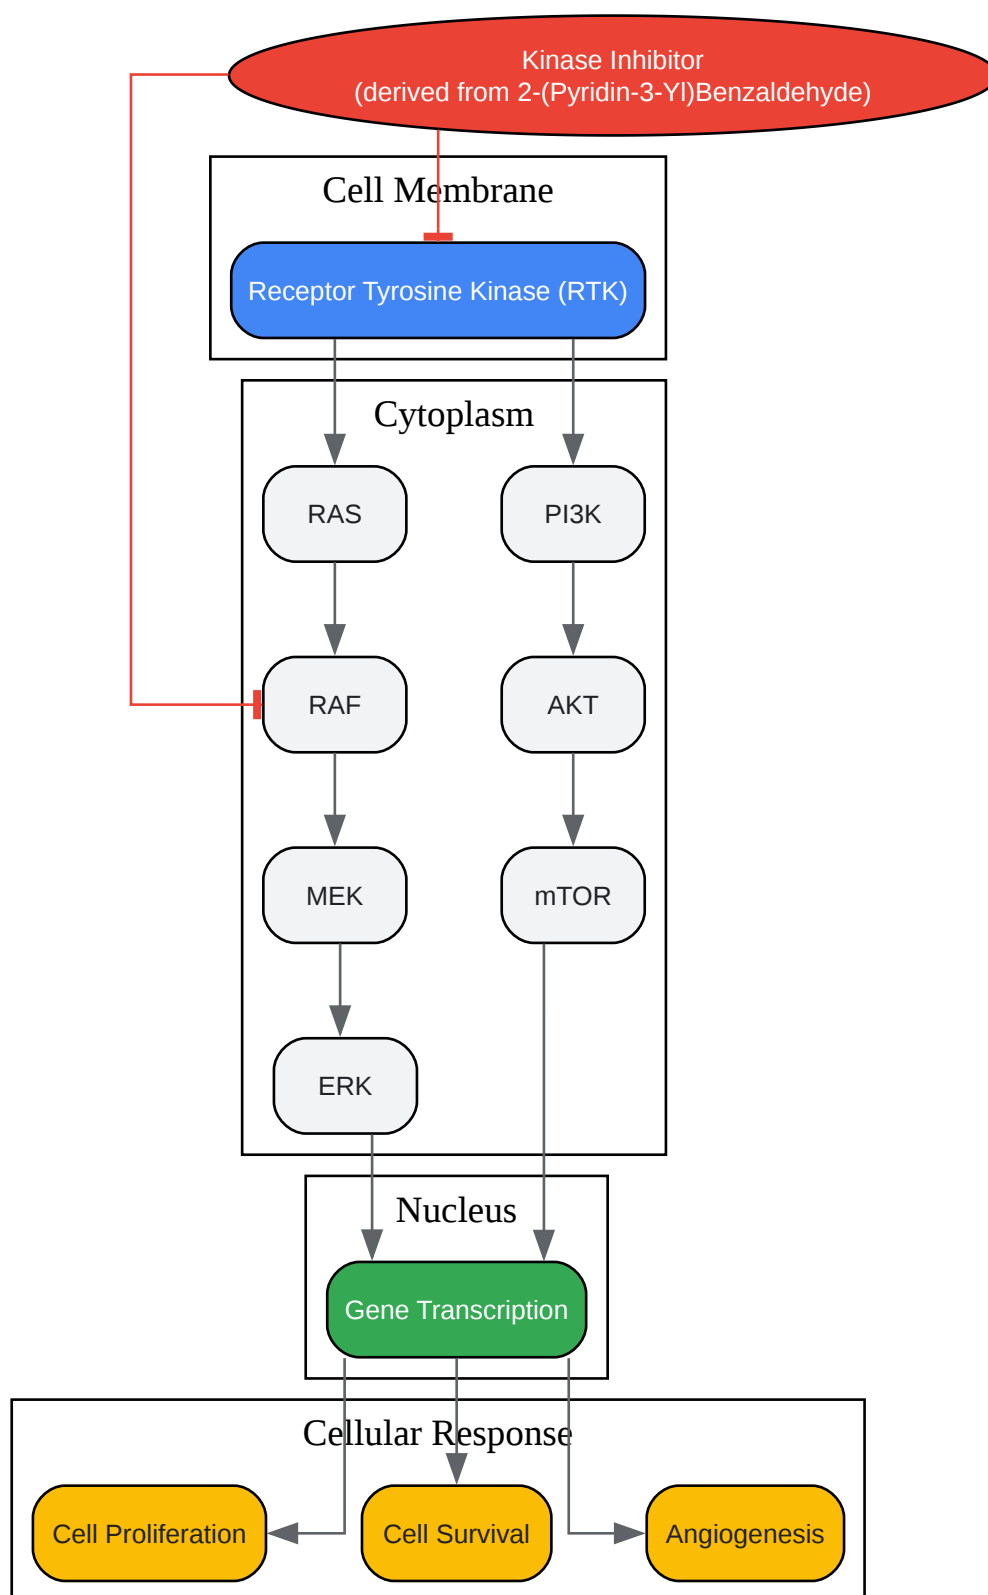 Kinase Inhibitor
(derived from 2-(Pyridin-3-Yl)Benzaldehyde)
Cell Membrane
Receptor Tyrosine Kinase (RTK)
Cytoplasm
RAS
PI3K
RAF
AKT
MEK
mTOR
ERK
Nucleus
Gene Transcription
Cellular Response
Cell Proliferation
Cell Survival
Angiogenesis